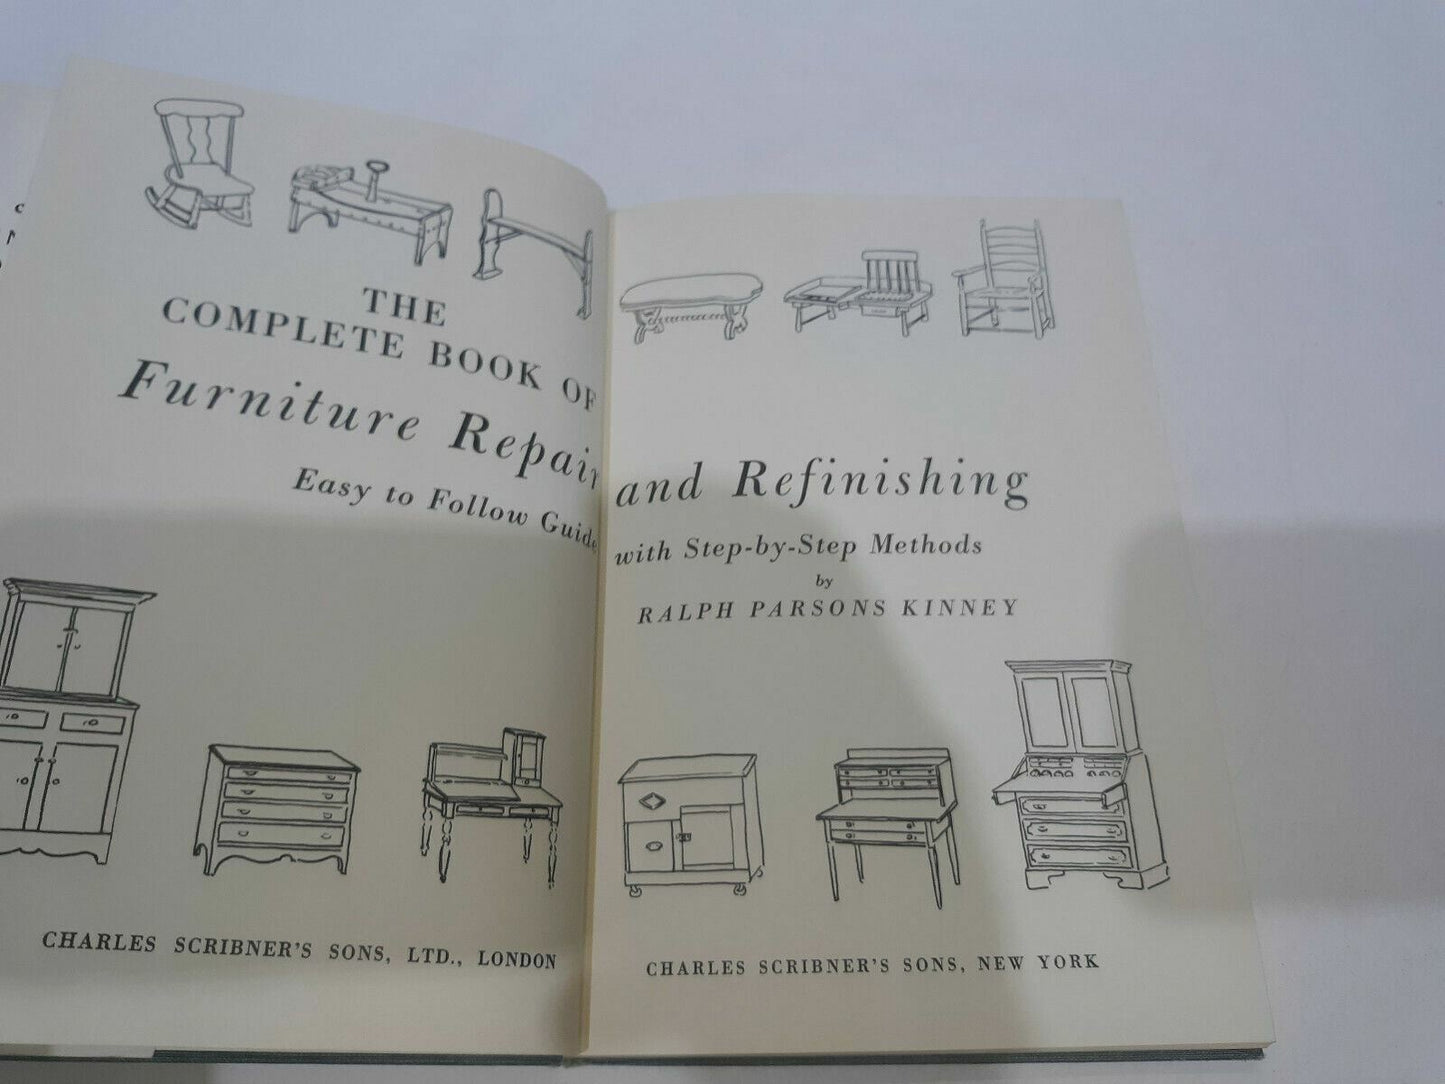 THE
COMPLETE BOOK OF
Furniture Repair and Refinishing
Easy to Follow Guide with Step-by-Step Methods
by
RALPH PARSONS KINNEY
CHARLES SCRIBNER'S SONS, LTD., LONDON
CHARLES SCRIBNER'S SONS, NEW YORK